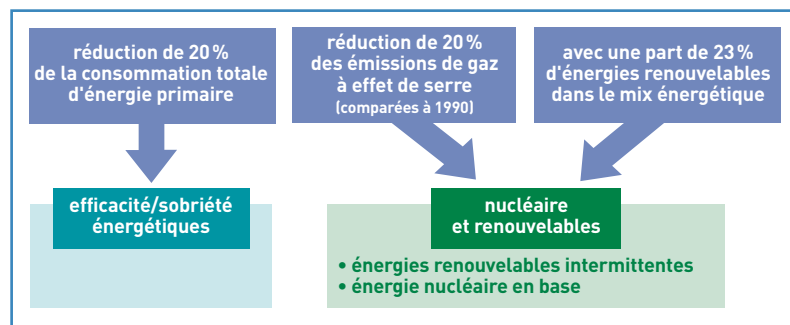 réduction de 20 %
de la consommation totale
d'énergie primaire
réduction de 20 %
des émissions de gaz
à effet de serre
(comparées à 1990)
avec une part de 23 %
d'énergies renouvelables
dans le mix énergétique
efficacité/sobriété
énergétiques
nucléaire
et renouvelables
• énergies renouvelables intermittentes
• énergie nucléaire en base